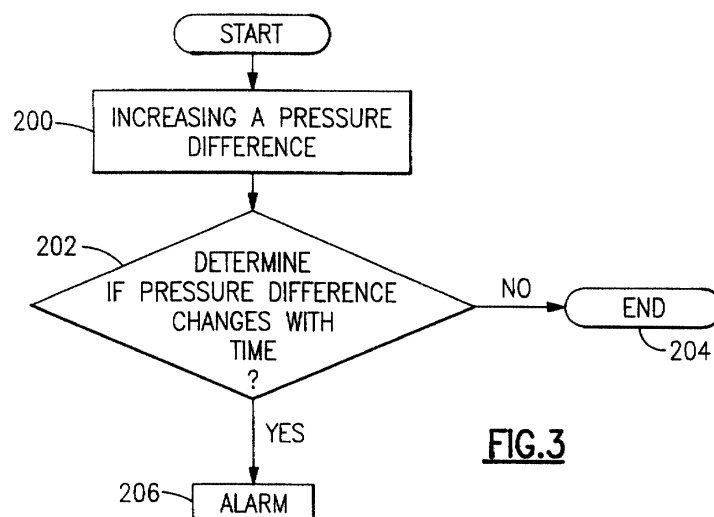 START
200
INCREASING A PRESSURE
DIFFERENCE
202
DETERMINE
IF PRESSURE DIFFERENCE
CHANGES WITH
TIME
?
NO
END
204
YES
FIG.3
206
ALARM